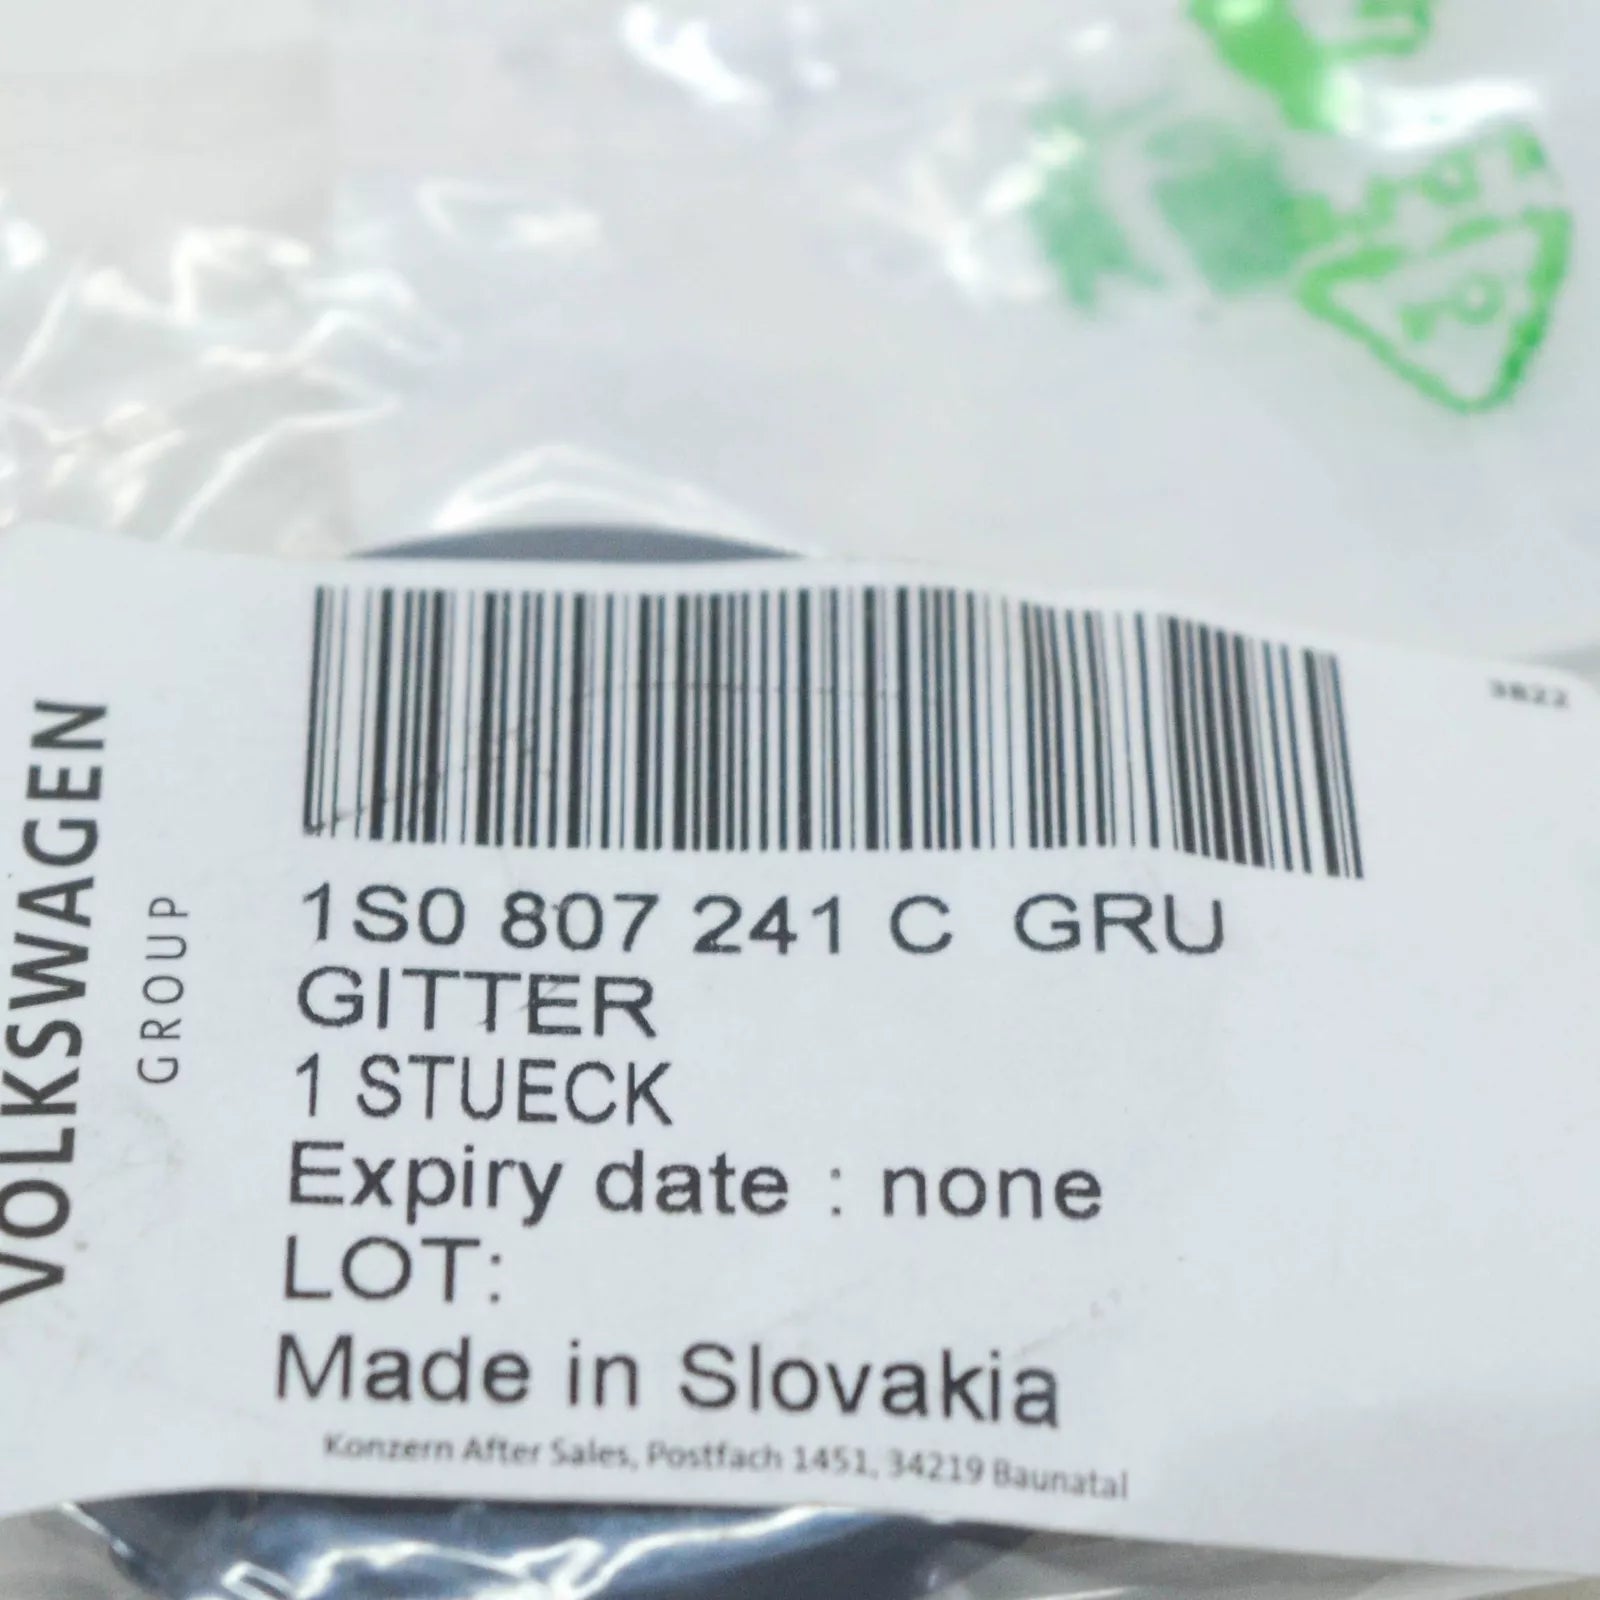 VOLKSWAGEN
GROUP
1S0 807 241 C GRU
GITTER
1 STUECK
Expiry date : none
LOT:
Made in Slovakia
Konzern After Sales, Postfach 1451, 34219 Baunatal